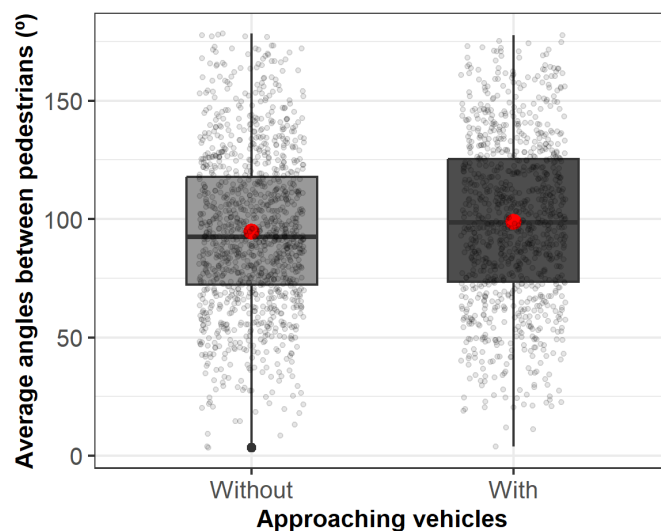 Average angles between pedestrians (º)
150
100
50
0
Without
With
Approaching vehicles